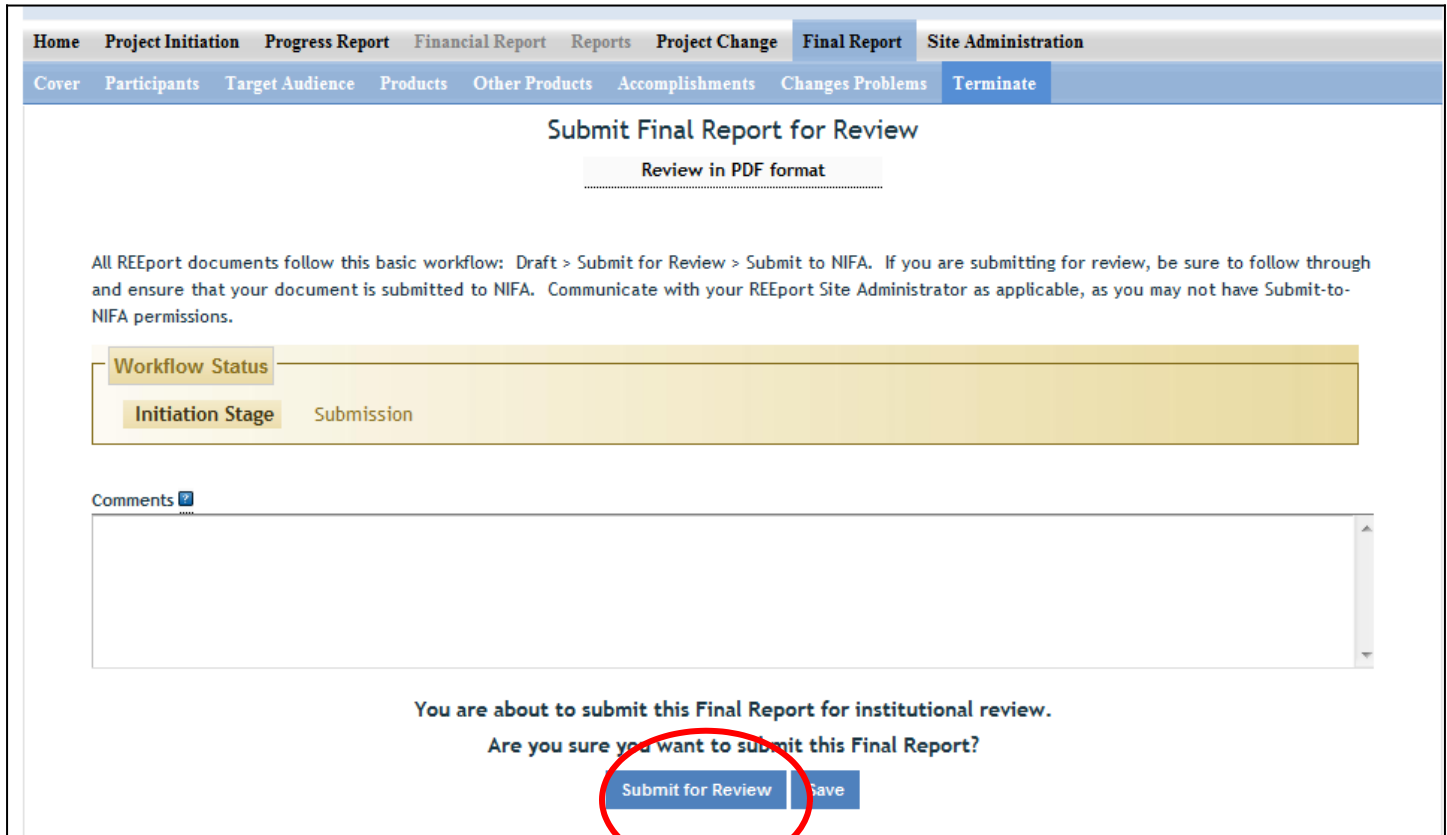 Home Project Initiation Progress Report Financial Report Reports Project Change Final Report Site Administration
Cover Participants Target Audience Products Other Products Accomplishments Changes Problems Terminate
Submit Final Report for Review
Review in PDF format
All REEport documents follow this basic workflow: Draft > Submit for Review > Submit to NIFA. If you are submitting for review, be sure to follow through
and ensure that your document is submitted to NIFA. Communicate with your REEport Site Administrator as applicable, as you may not have Submit-to-
NIFA permissions.
Workflow Status
Initiation Stage Submission
Comments ?
You are about to submit this Final Report for institutional review.
Are you sure you want to submit this Final Report?
Submit for Review Save